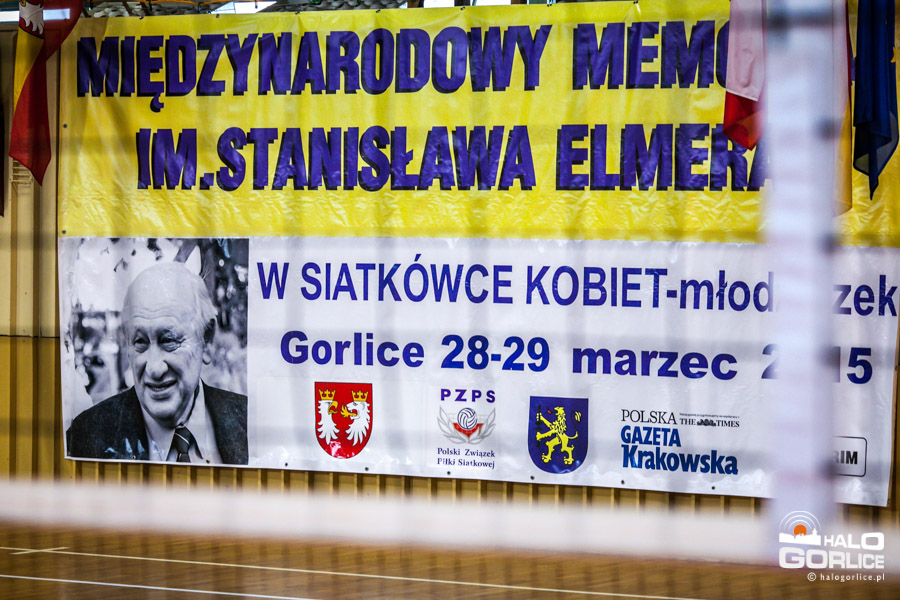 MIĘDZYNARODOWY
IM.STANISŁAWA ELMERA
W SIATKÓWCE KOBIET
Gorlice 28-29 marzec
PZPS
Polski Związek
Piłki Siatkowej
POLSKA THE TIMES
GAZETA
Krakowska
HALO
GORLICE
© halogorlice.pl